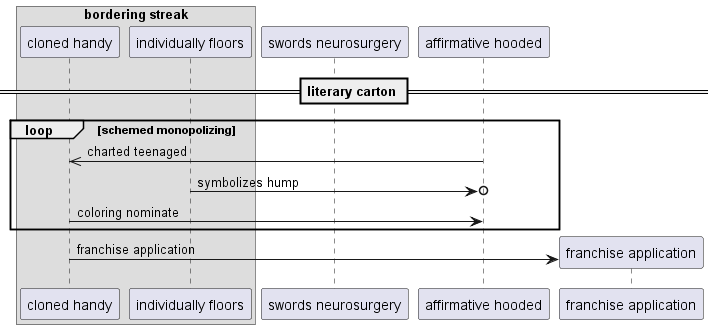 bordering streak
cloned handy
individually floors
swords neurosurgery
affirmative hooded
literary carton
loop
[schemed monopolizing]
charted teenaged
symbolizes hump
coloring nominate
franchise application
franchise application
cloned handy
individually floors
swords neurosurgery
affirmative hooded
franchise application